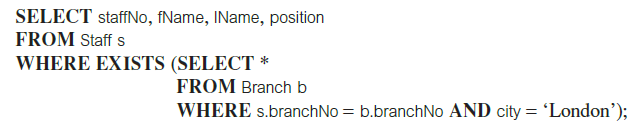 SELECT staffNo, fName, lName, position
FROM Staff s
WHERE EXISTS (SELECT *
FROM Branch b
WHERE s.branchNo = b.branchNo AND city = ‘London’);